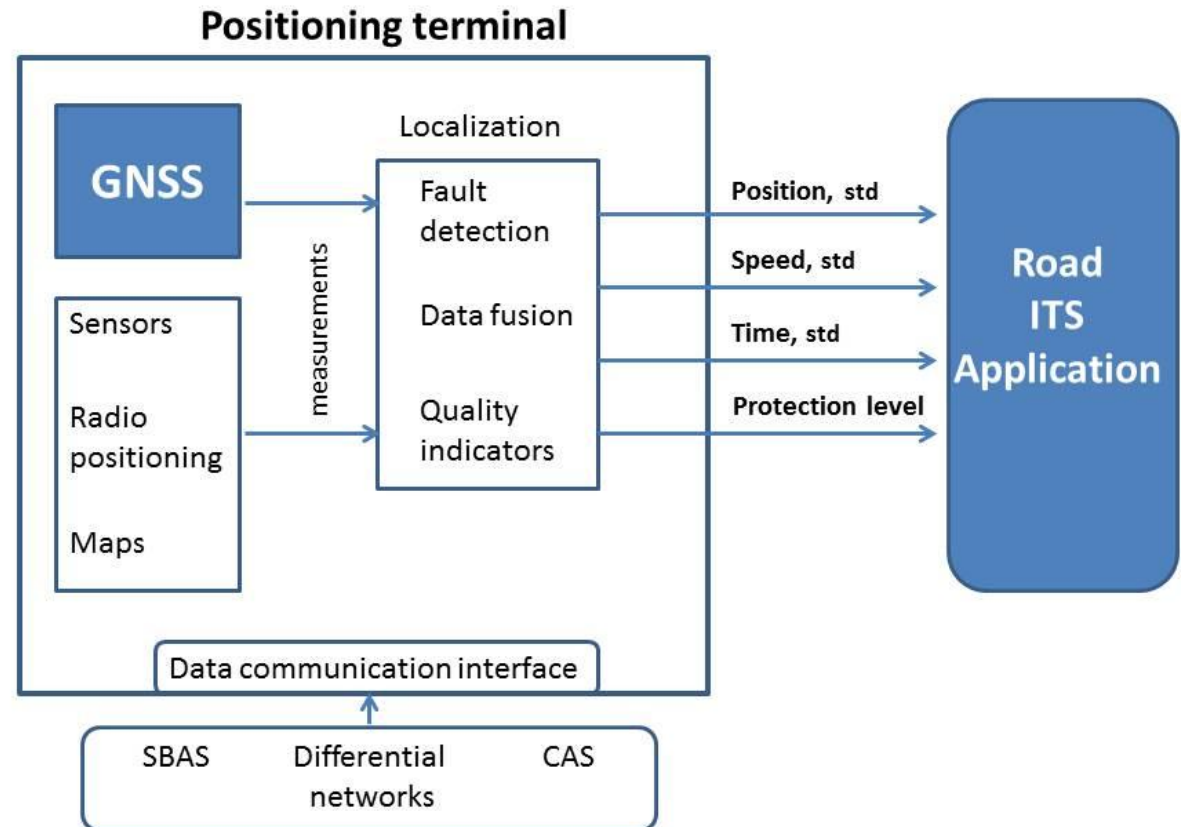 Positioning terminal
GNSS
Sensors
Radio
positioning
Maps
measurements
Localization
Fault
detection
Data fusion
Quality
indicators
Position, std
Speed, std
Time, std
Protection level
Road
ITS
Application
Data communication interface
SBAS Differential CAS
networks